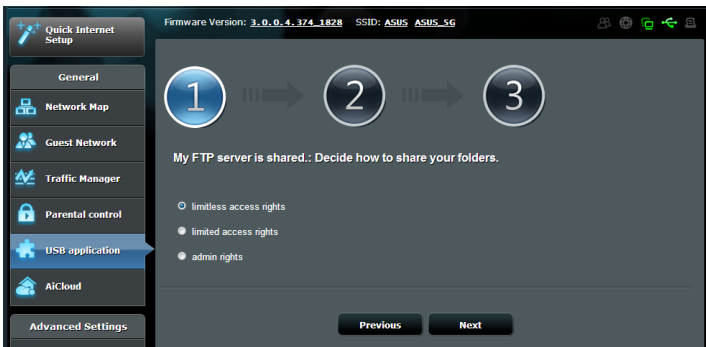 Quick Internet
Setup
Firmware Version: 3.0.0.4.374_1828 SSID: ASUS ASUS_5G
General
Network Map
Guest Network
Traffic Manager
Parental control
USB application
AiCloud
Advanced Settings
1
2
3
My FTP server is shared.: Decide how to share your folders.
limitless access rights
limited access rights
admin rights
Previous
Next